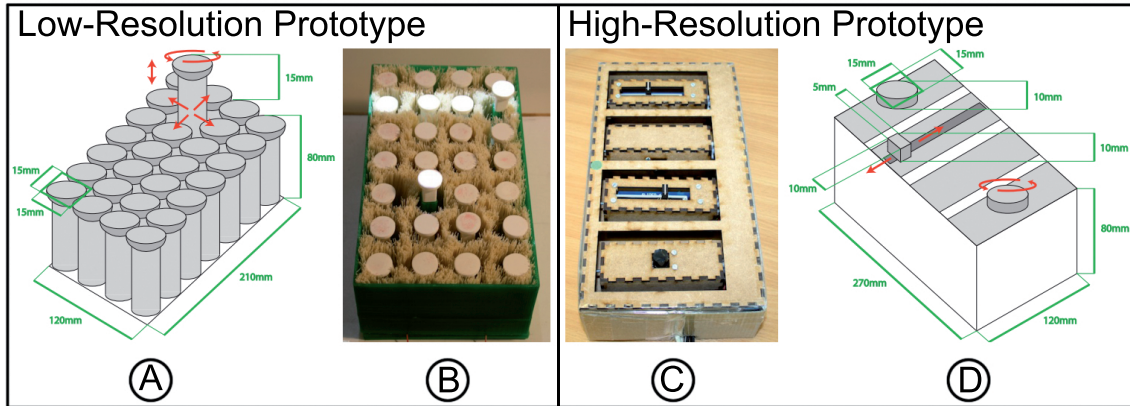 Low-Resolution Prototype
High-Resolution Prototype
15mm
80mm
15mm
15mm
210mm
120mm
15mm
15mm
5mm
10mm
10mm
10mm
80mm
270mm
120mm
A
B
C
D